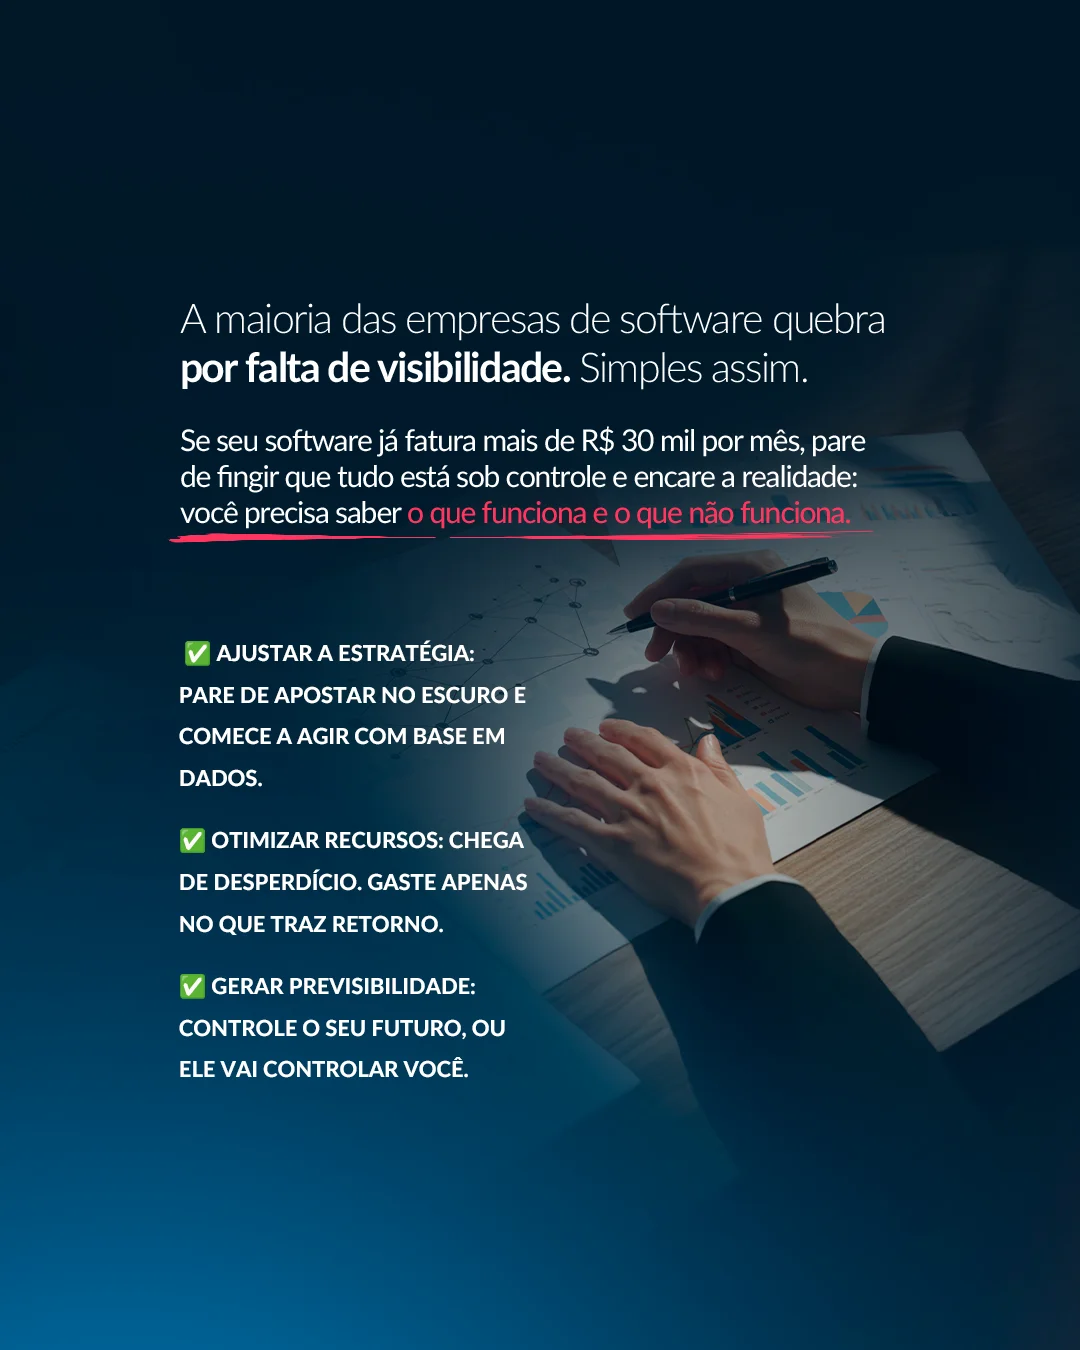 A maioria das empresas de software quebra
por falta de visibilidade. Simples assim.
Se seu software já fatura mais de R$ 30 mil por mês, pare
de fingir que tudo está sob controle e encare a realidade:
você precisa saber o que funciona e o que não funciona.
✅ AJUSTAR A ESTRATÉGIA:
PARE DE APOSTAR NO ESCURO E
COMECE A AGIR COM BASE EM
DADOS.
✅ OTIMIZAR RECURSOS: CHEGA
DE DESPERDÍCIO. GASTE APENAS
NO QUE TRAZ RETORNO.
✅ GERAR PREVISIBILIDADE:
CONTROLE O SEU FUTURO, OU
ELE VAI CONTROLAR VOCÊ.